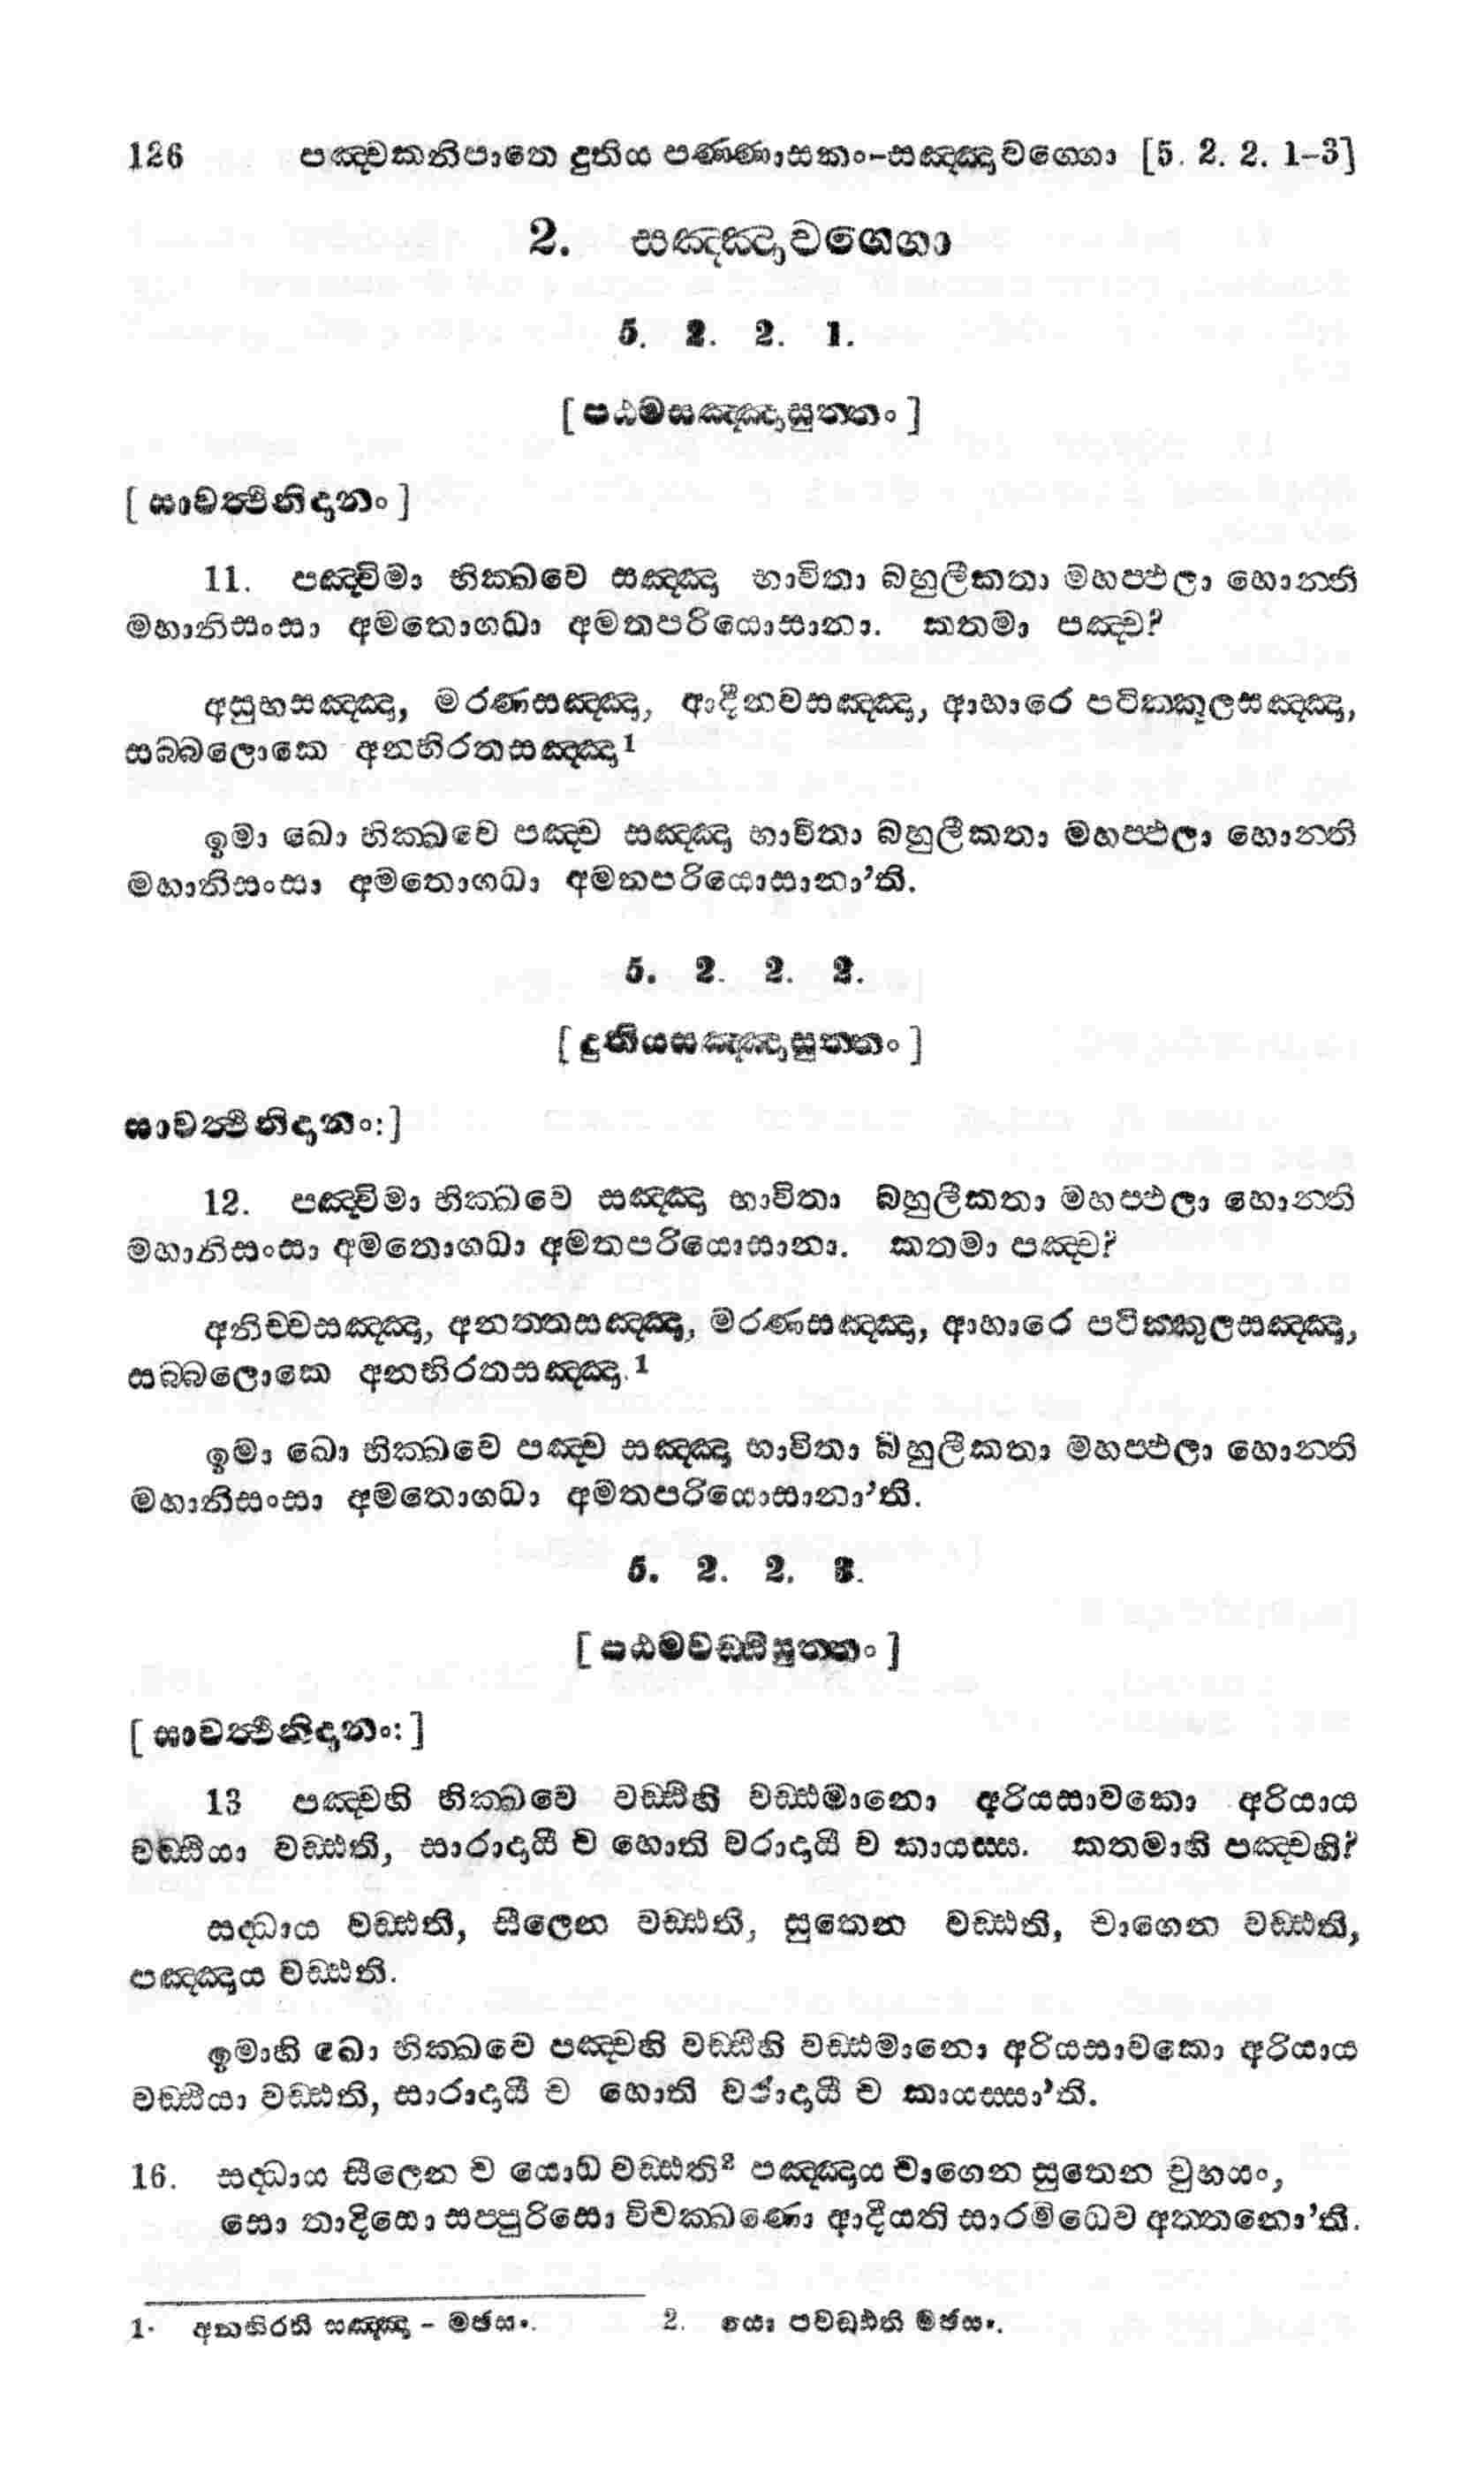 126 පඤ්චකනිපාතෙ දුතිය පණ්ණාසකං-සඤ්ඤාවග්ගො [5. 2. 2. 1-3]
2. සඤ්ඤාවග්ගො
5. 2. 2. 1.
[ පඨමසඤ්ඤාසුත්තං ]
[ සාවත්ථිනිදානං ]
11. පඤ්චිමා භික්ඛවෙ සඤ්ඤා භාවිතා බහුලීකතා මහප්ඵලා හොන්ති
මහානිසංසා අමතොගධා අමතපරියොසානා. කතමා පඤ්ච?
අසුභසඤ්ඤා, මරණසඤ්ඤා, ආදීනවසඤ්ඤා, ආහාරෙ පටික්කූලසඤ්ඤා,
සබ්බලොකෙ අනභිරතසඤ්ඤා1
ඉමා ඛො භික්ඛවෙ පඤ්ච සඤ්ඤා භාවිතා බහුලීකතා මහප්ඵලා හොන්ති
මහානිසංසා අමතොගධා අමතපරියොසානා’ති.
5. 2. 2. 2.
[ දුතියසඤ්ඤාසුත්තං ]
සාවත්ථිනිදානං:]
12. පඤ්චිමා භික්ඛවෙ සඤ්ඤා භාවිතා බහුලීකතා මහප්ඵලා හොන්ති
මහානිසංසා අමතොගධා අමතපරියොසානා. කතමා පඤ්ච?
අනිච්චසඤ්ඤා, අනත්තසඤ්ඤා, මරණසඤ්ඤා, ආහාරෙ පටික්කූලසඤ්ඤා,
සබ්බලොකෙ අනභිරතසඤ්ඤා.1
ඉමා ඛො භික්ඛවෙ පඤ්ච සඤ්ඤා භාවිතා බහුලීකතා මහප්ඵලා හොන්ති
මහානිසංසා අමතොගධා අමතපරියොසානා’ති.
5. 2. 2. 3.
[ පඨමවඩ්ඪිසුත්තං ]
[ සාවත්ථිනිදානං:]
13 පඤ්චහි භික්ඛවෙ වඩ්ඪීහි වඩ්ඪමානො අරියසාවකො අරියාය
වඩ්ඪියා වඩ්ඪති, සාරාදායී ච හොති වරාදායී ච කායස්ස. කතමාහි පඤ්චහි?
සද්ධාය වඩ්ඪති, සීලෙන වඩ්ඪති, සුතෙන වඩ්ඪති, චාගෙන වඩ්ඪති,
පඤ්ඤාය වඩ්ඪති.
ඉමාහි ඛො භික්ඛවෙ පඤ්චහි වඩ්ඪීහි වඩ්ඪමානො අරියසාවකො අරියාය
වඩ්ඪියා වඩ්ඪති, සාරාදායී ච හොති වරාදායී ච කායස්සා’ති.
16. සද්ධාය සීලෙන ච යොධ වඩ්ඪති2 පඤ්ඤාය චාගෙන සුතෙන චූභයං,
සො තාදිසො සප්පුරිසො විචක්ඛණො ආදීයති සාරමිධෙව අත්තනො’ති.
1. අනභිරති සඤ්ඤා - මඡසං. 2. යො පවඩ්ඪති මඡසං.